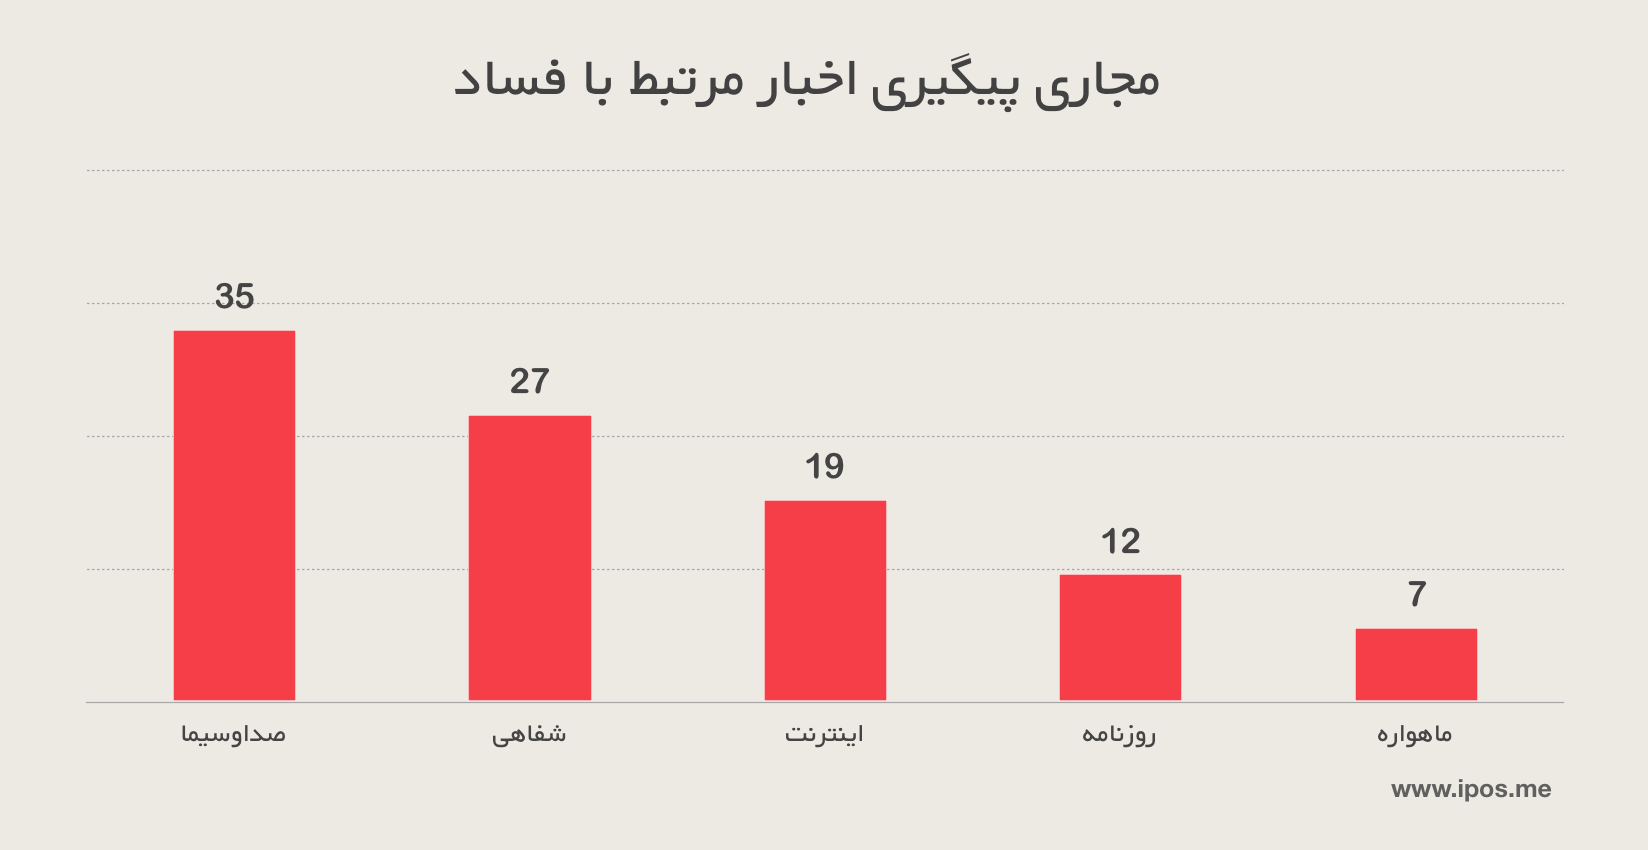 مجاری پیگیری اخبار مرتبط با فساد
35
27
19
12
7
صداوسیما
شفاهی
اینترنت
روزنامه
ماهواره
www.ipos.me